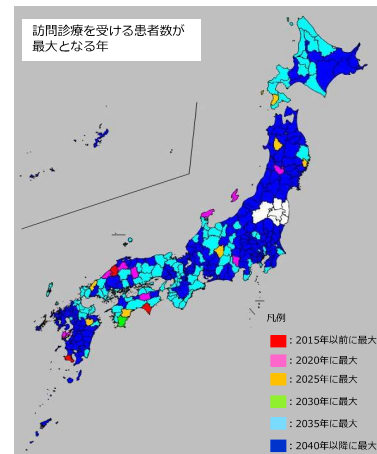 訪問診療を受ける患者数が
最大となる年
凡例
：2015年以前に最大
：2020年に最大
：2025年に最大
：2030年に最大
：2035年に最大
：2040年以降に最大